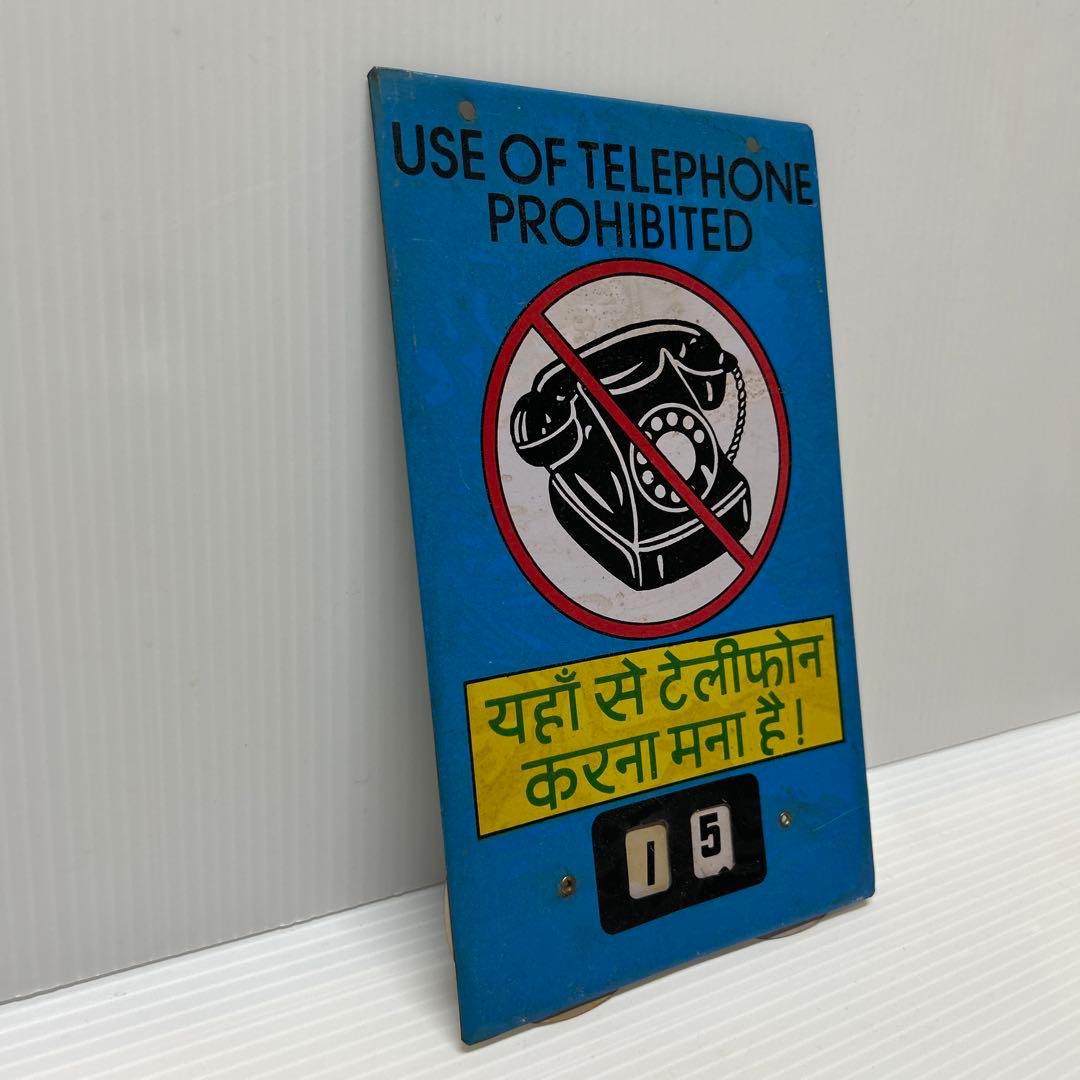 USE OF TELEPHONE
PROHIBITED
यहाँ से टेलीफोन
करना मना है!
1 5